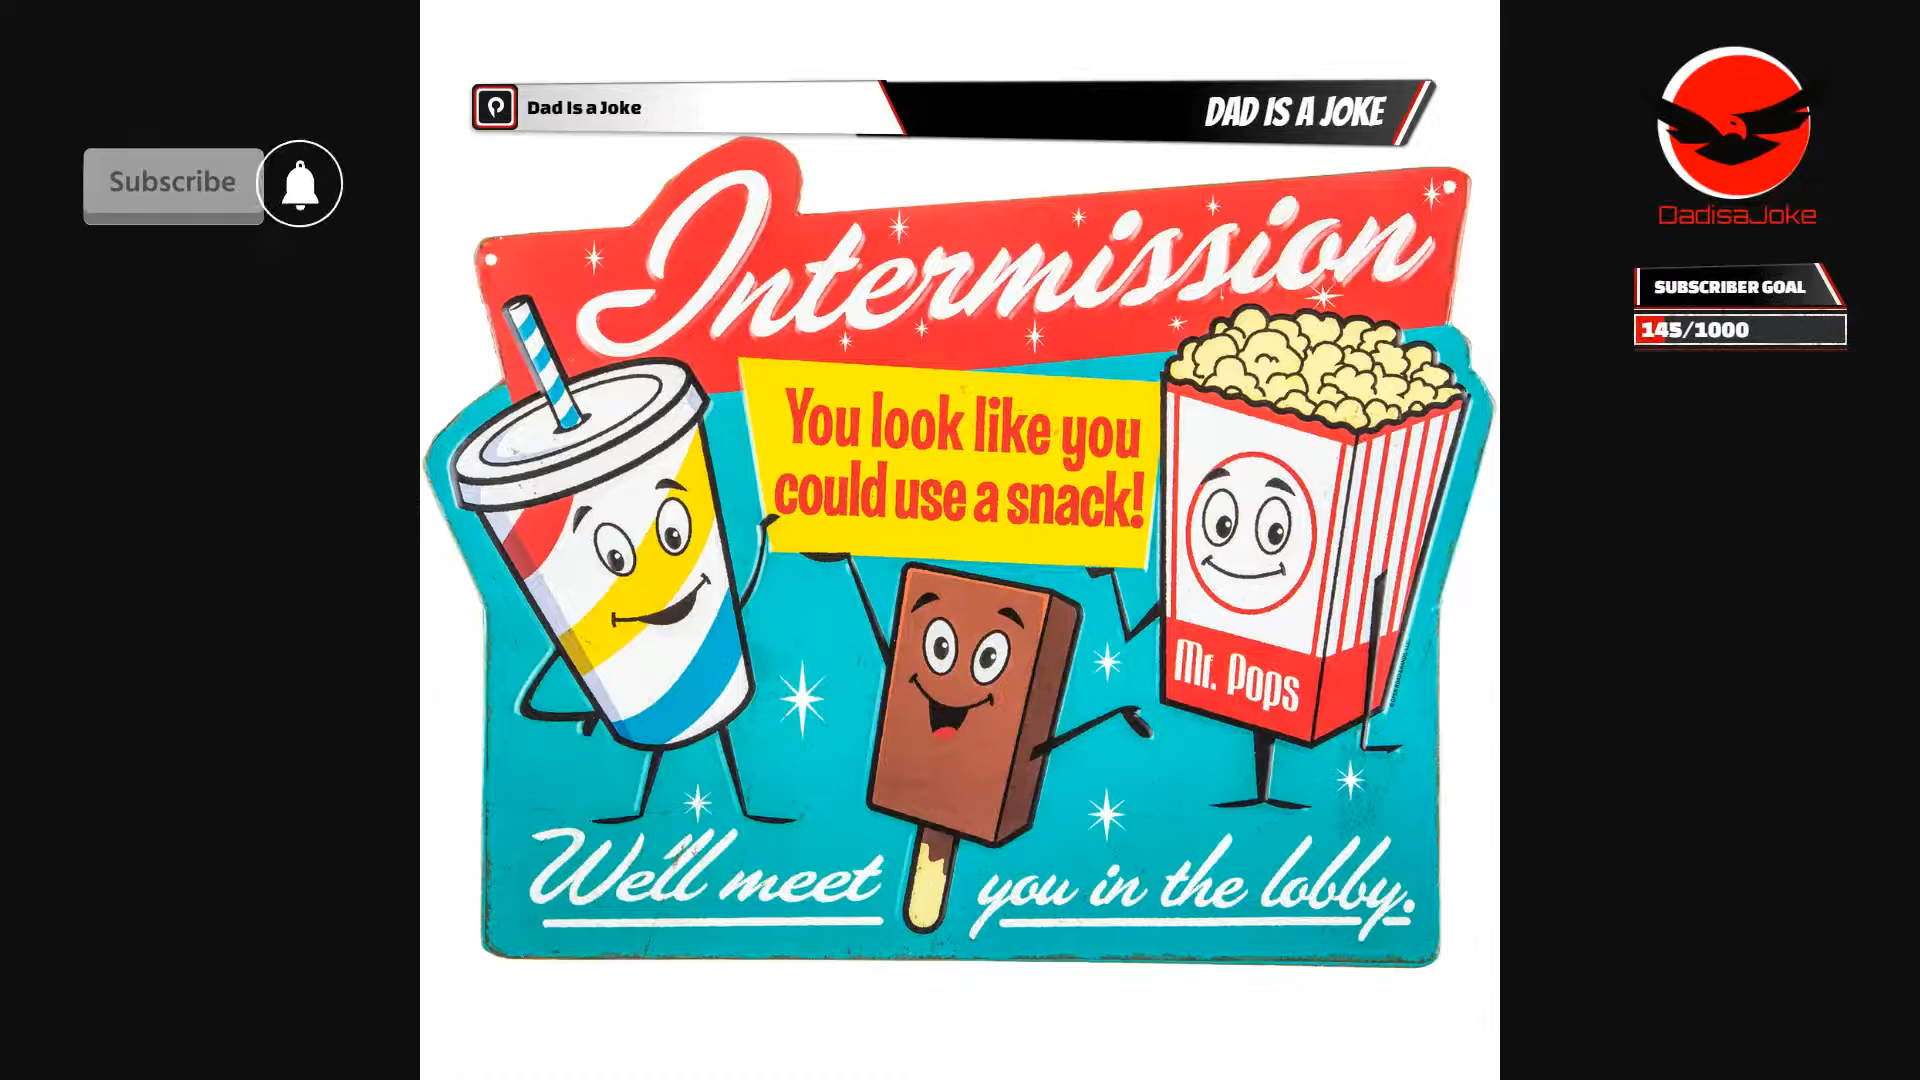 Dad Is a Joke
DAD IS A JOKE
Subscribe
DadisaJoke
SUBSCRIBER GOAL
145/1000
Intermission
You look like you
could use a snack!
Mr. Pops
We'll meet you in the lobby.